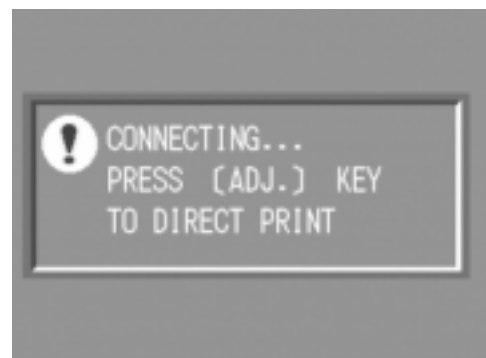 CONNECTING...
PRESS (ADJ.) KEY
TO DIRECT PRINT